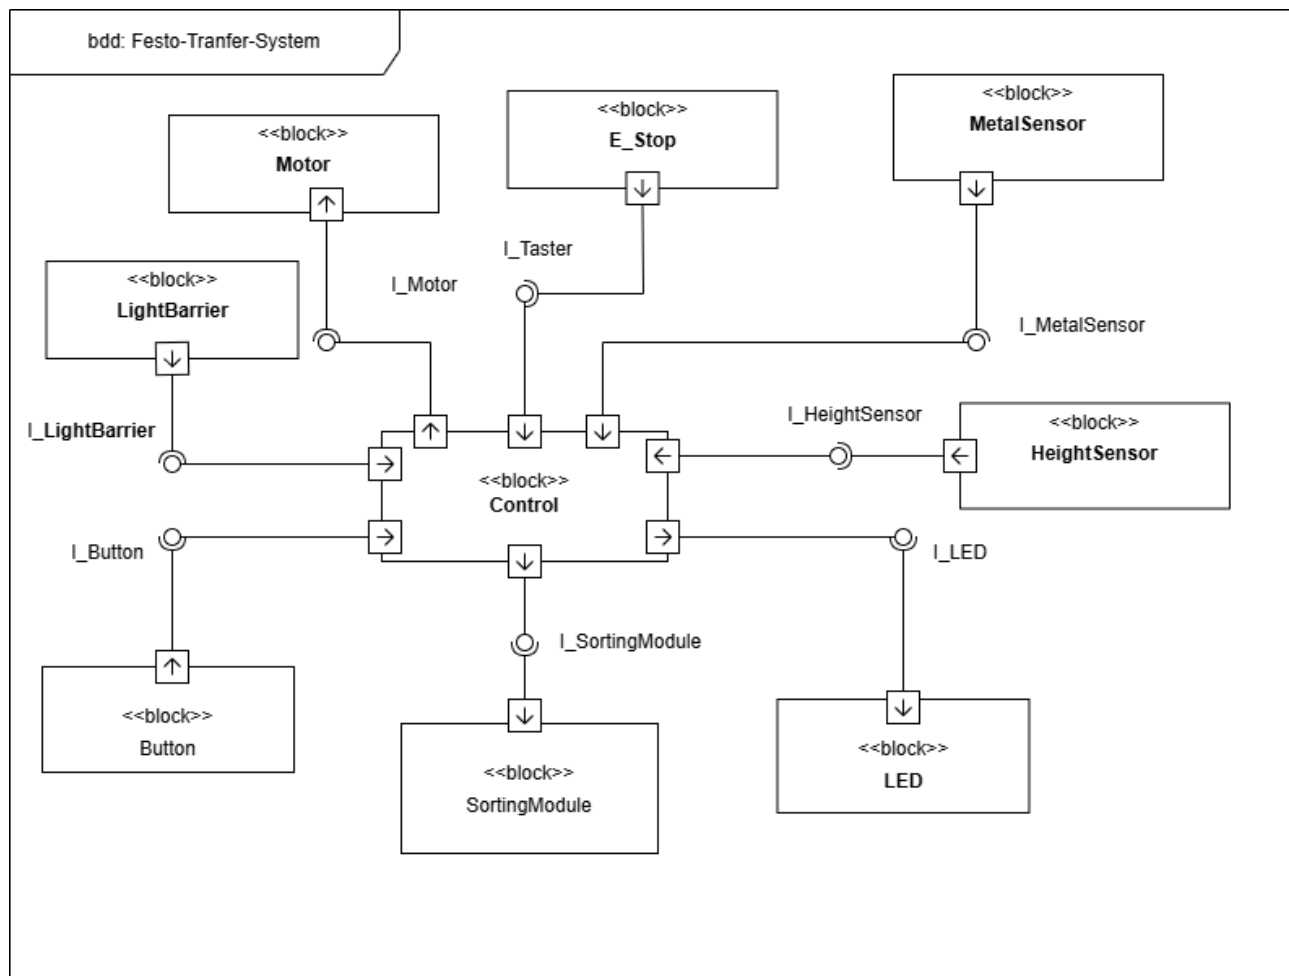 bdd: Festo-Tranfer-System
<<block>>
MetalSensor
<<block>>
E_Stop
<<block>>
Motor
I_Taster
<<block>>
LightBarrier
I_Motor
I_MetalSensor
I_HeightSensor
<<block>>
HeightSensor
I_LightBarrier
<<block>>
Control
I_Button
I_LED
I_SortingModule
<<block>>
Button
<<block>>
SortingModule
<<block>>
LED